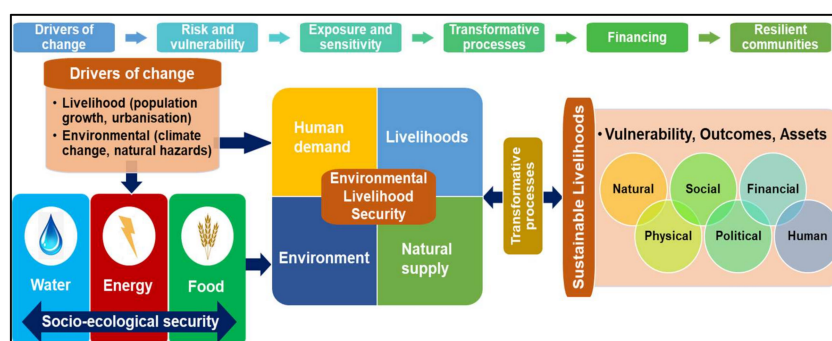 Drivers of
change
Risk and
vulnerability
Exposure and
sensitivity
Transformative
processes
Financing
Resilient
communities
Drivers of change
• Livelihood (population
growth, urbanisation)
• Environmental (climate
change, natural hazards)
Human
demand
Livelihoods
Environmental
Livelihood
Security
Environment
Natural
supply
Water
Energy
Food
Socio-ecological security
Transformative
processes
Sustainable Livelihoods
• Vulnerability, Outcomes, Assets
Natural
Social
Financial
Physical
Political
Human